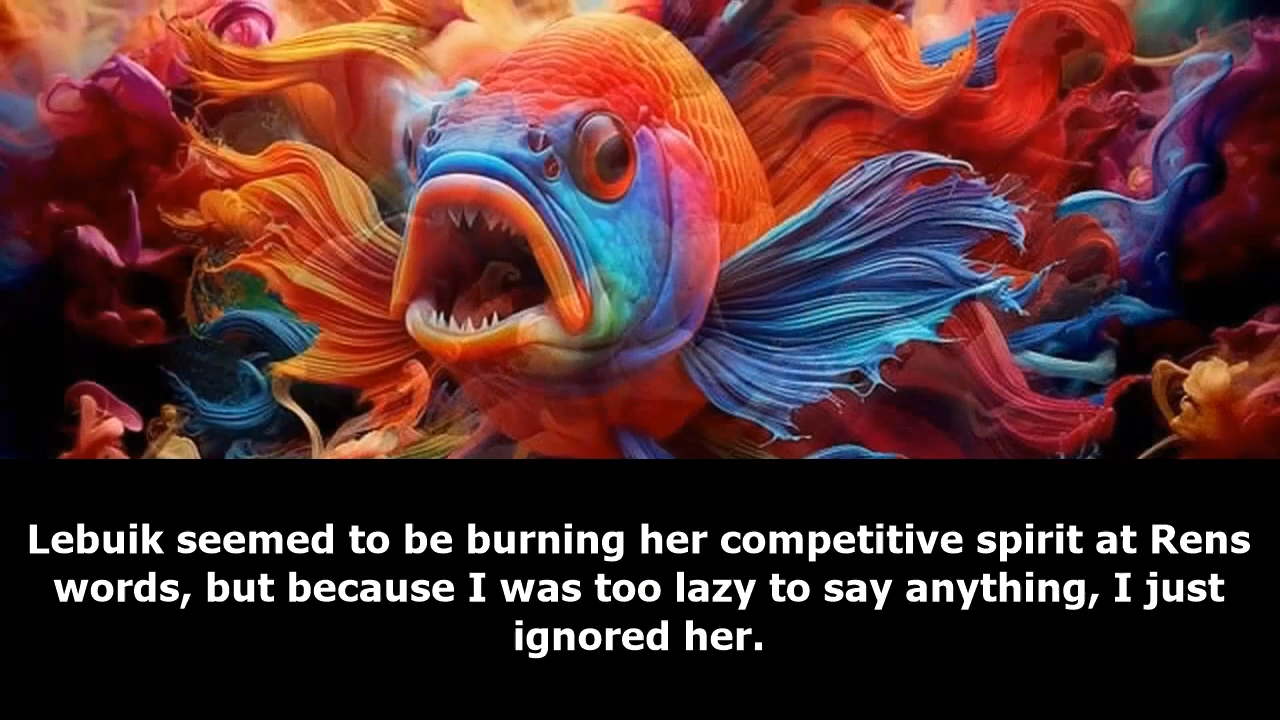 Lebuik seemed to be burning her competitive spirit at Rens
words, but because I was too lazy to say anything, I just
ignored her.